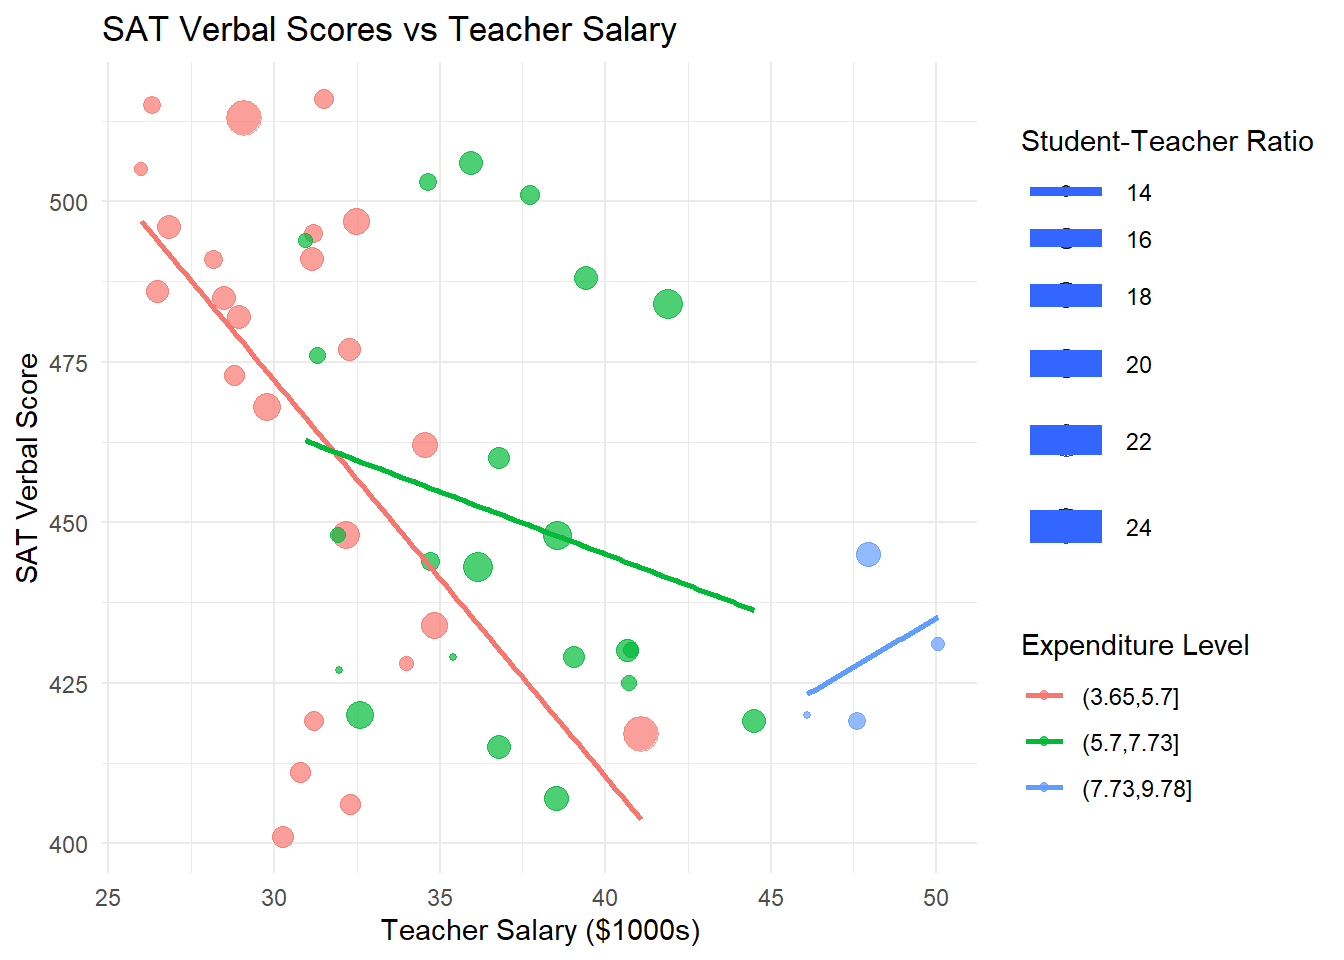 SAT Verbal Scores vs Teacher Salary
SAT Verbal Score
500
475
450
425
400
25 30 35 40 45 50
Teacher Salary ($1000s)
Student-Teacher Ratio
14
16
18
20
22
24
Expenditure Level
(3.65,5.7]
(5.7,7.73]
(7.73,9.78]